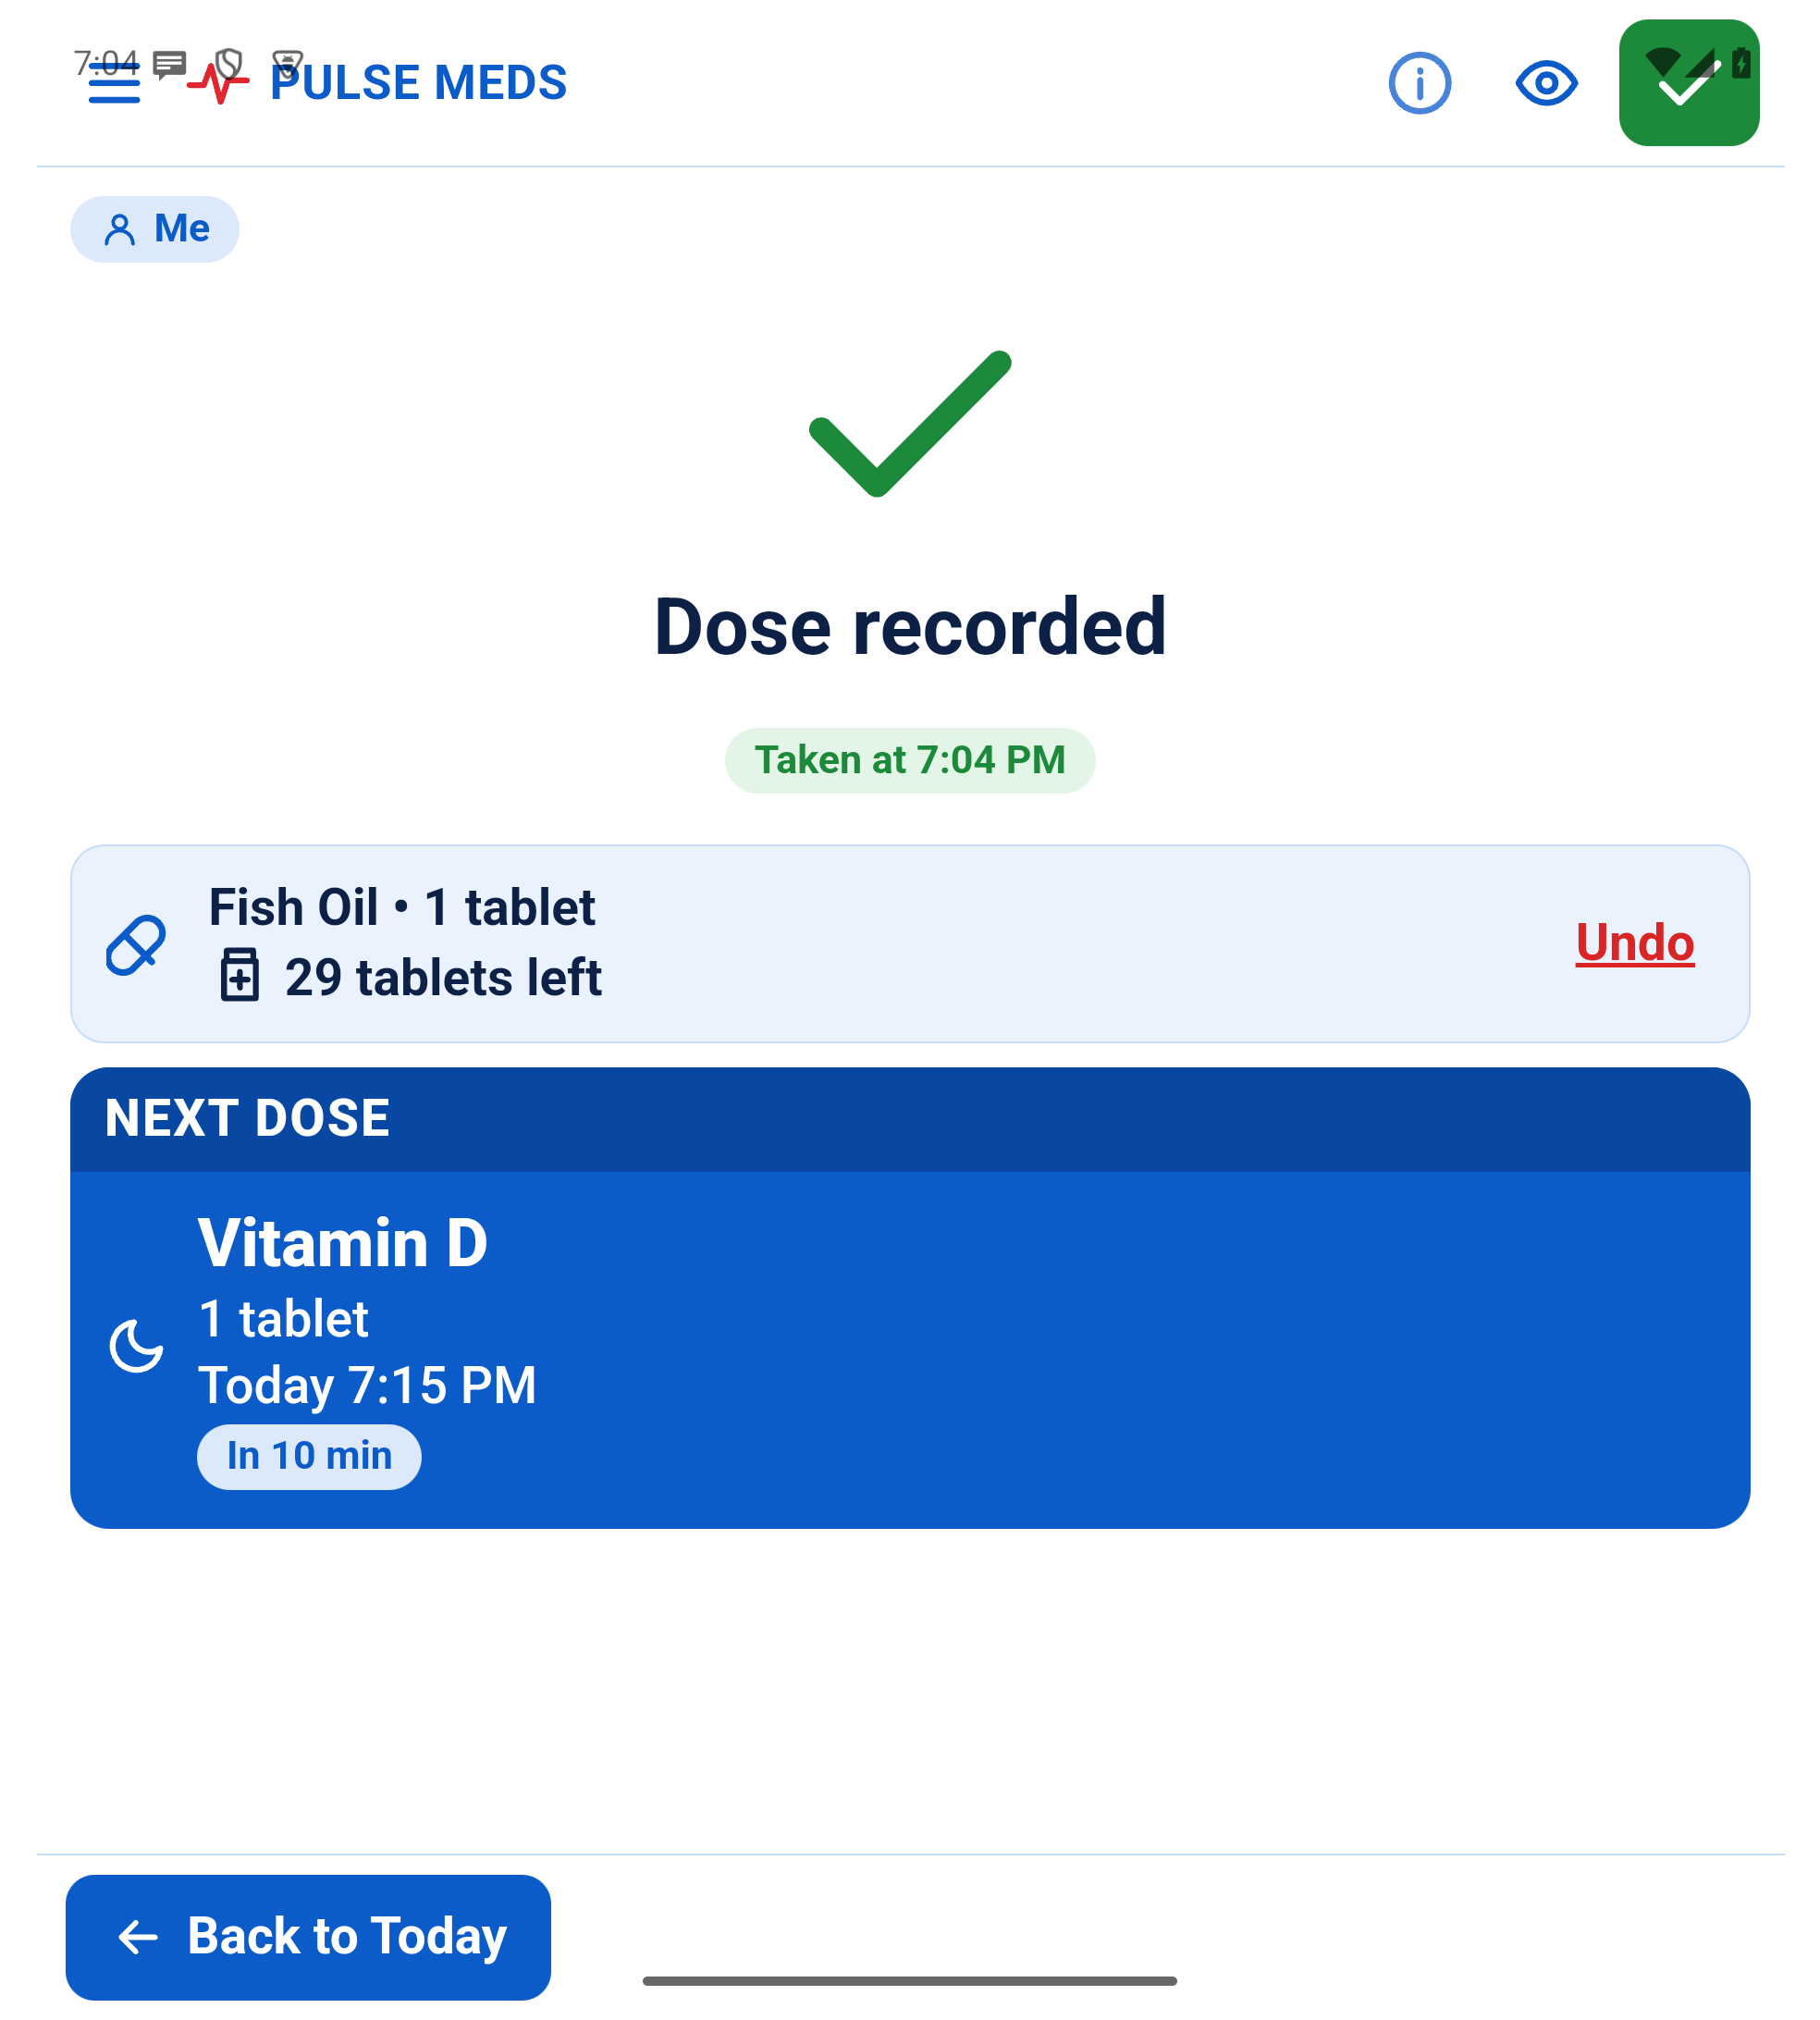 7:04
PULSE MEDS
Me
Dose recorded
Taken at 7:04 PM
Fish Oil • 1 tablet
29 tablets left
Undo
NEXT DOSE
Vitamin D
1 tablet
Today 7:15 PM
In 10 min
Back to Today